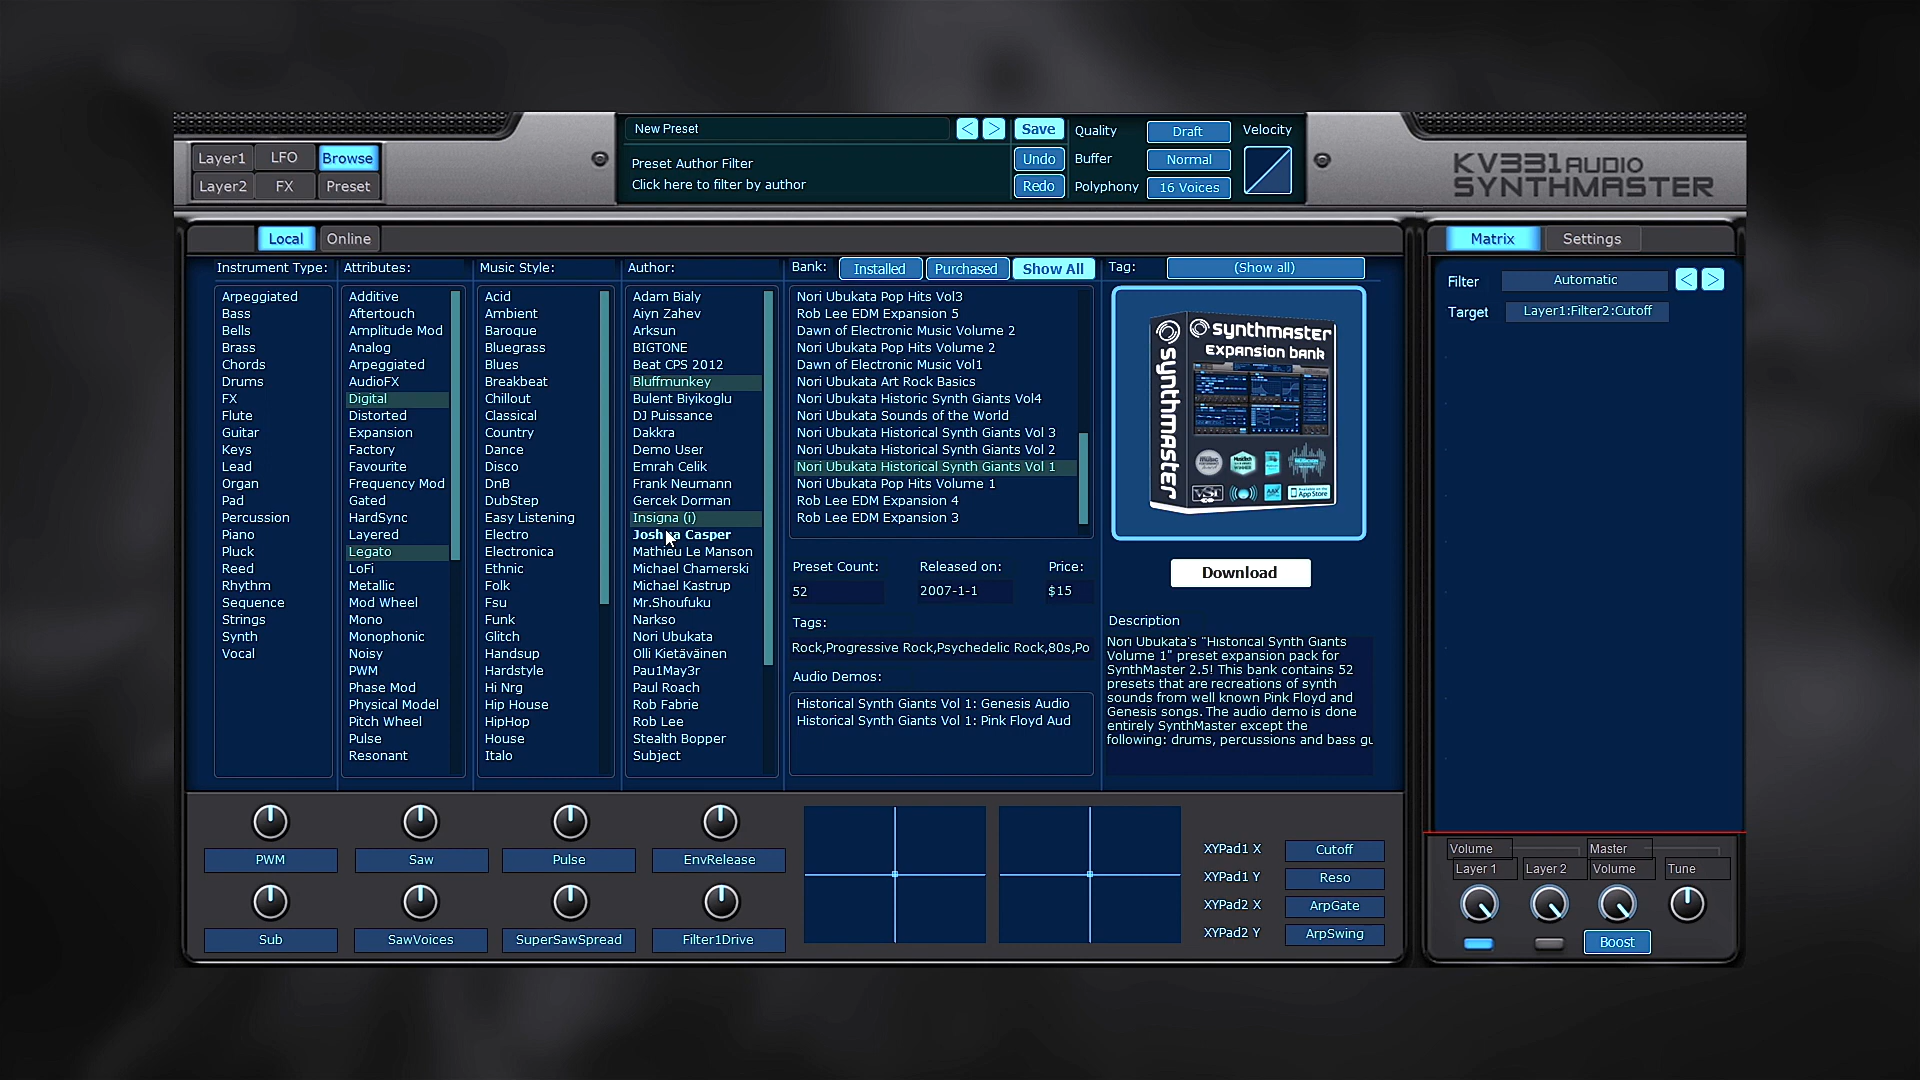 New Preset
<
>
Save
Quality
Draft
Velocity
Layer1
LFO
Browse
Preset Author Filter
Undo
Buffer
Normal
Layer2
FX
Preset
Click here to filter by author
Redo
Polyphony
16 Voices
KV331 AUDIO
SYNTHMASTER
Local
Online
Matrix
Settings
Instrument Type:
Arpeggiated
Bass
Bells
Brass
Chords
Drums
FX
Flute
Guitar
Keys
Lead
Organ
Pad
Percussion
Piano
Pluck
Reed
Rhythm
Sequence
Strings
Synth
Vocal
Attributes:
Additive
Aftertouch
Amplitude Mod
Analog
Arpeggiated
AudioFX
Digital
Distorted
Expansion
Factory
Favourite
Frequency Mod
Gated
HardSync
Layered
Legato
LoFi
Metallic
Mod Wheel
Mono
Monophonic
Noisy
PWM
Phase Mod
Physical Model
Pitch Wheel
Pulse
Resonant
Music Style:
Acid
Ambient
Baroque
Bluegrass
Blues
Breakbeat
Chillout
Classical
Country
Dance
Disco
DnB
DubStep
Easy Listening
Electro
Electronica
Ethnic
Folk
Fsu
Funk
Glitch
Handsup
Hardstyle
Hi Nrg
Hip House
HipHop
House
Italo
Author:
Adam Bialy
Aiyn Zahev
Arksun
BIGTONE
Beat CPS 2012
Bluffmunkey
Bulent Biyikoglu
DJ Puissance
Dakkra
Demo User
Emrah Celik
Frank Neumann
Gercek Dorman
Insigna (i)
Joshua Casper
Mathieu Le Manson
Michael Chamerski
Michael Kastrup
Mr.Shoufuku
Narkso
Nori Ubukata
Olli Kietäväinen
Pau1May3r
Paul Roach
Rob Fabrie
Rob Lee
Stealth Bopper
Subject
Bank:
Installed
Purchased
Show All
Nori Ubukata Pop Hits Vol3
Rob Lee EDM Expansion 5
Dawn of Electronic Music Volume 2
Nori Ubukata Pop Hits Volume 2
Dawn of Electronic Music Vol1
Nori Ubukata Art Rock Basics
Nori Ubukata Historic Synth Giants Vol4
Nori Ubukata Sounds of the World
Nori Ubukata Historical Synth Giants Vol 3
Nori Ubukata Historical Synth Giants Vol 2
Nori Ubukata Historical Synth Giants Vol 1
Nori Ubukata Pop Hits Volume 1
Rob Lee EDM Expansion 4
Rob Lee EDM Expansion 3
Preset Count:
Released on:
Price:
52
2007-1-1
$15
Tags:
Rock,Progressive Rock,Psychedelic Rock,80s,Po
Audio Demos:
Historical Synth Giants Vol 1: Genesis Audio
Historical Synth Giants Vol 1: Pink Floyd Aud
Tag:
(Show all)
synthmaster
expansion bank
synthmaster
VST
AAX
App Store
Download
Description
Nori Ubukata's "Historical Synth Giants
Volume 1" preset expansion pack for
SynthMaster 2.5! This bank contains 52
presets that are recreations of synth
sounds from well known Pink Floyd and
Genesis songs. The audio demo is done
entirely SynthMaster except the
following: drums, percussions and bass gu
Filter
Automatic
<
>
Target
Layer1:Filter2:Cutoff
PWM
Saw
Pulse
EnvRelease
Sub
SawVoices
SuperSawSpread
Filter1Drive
XYPad1 X
Cutoff
XYPad1 Y
Reso
XYPad2 X
ArpGate
XYPad2 Y
ArpSwing
Volume
Master
Layer 1
Layer 2
Volume
Tune
Boost